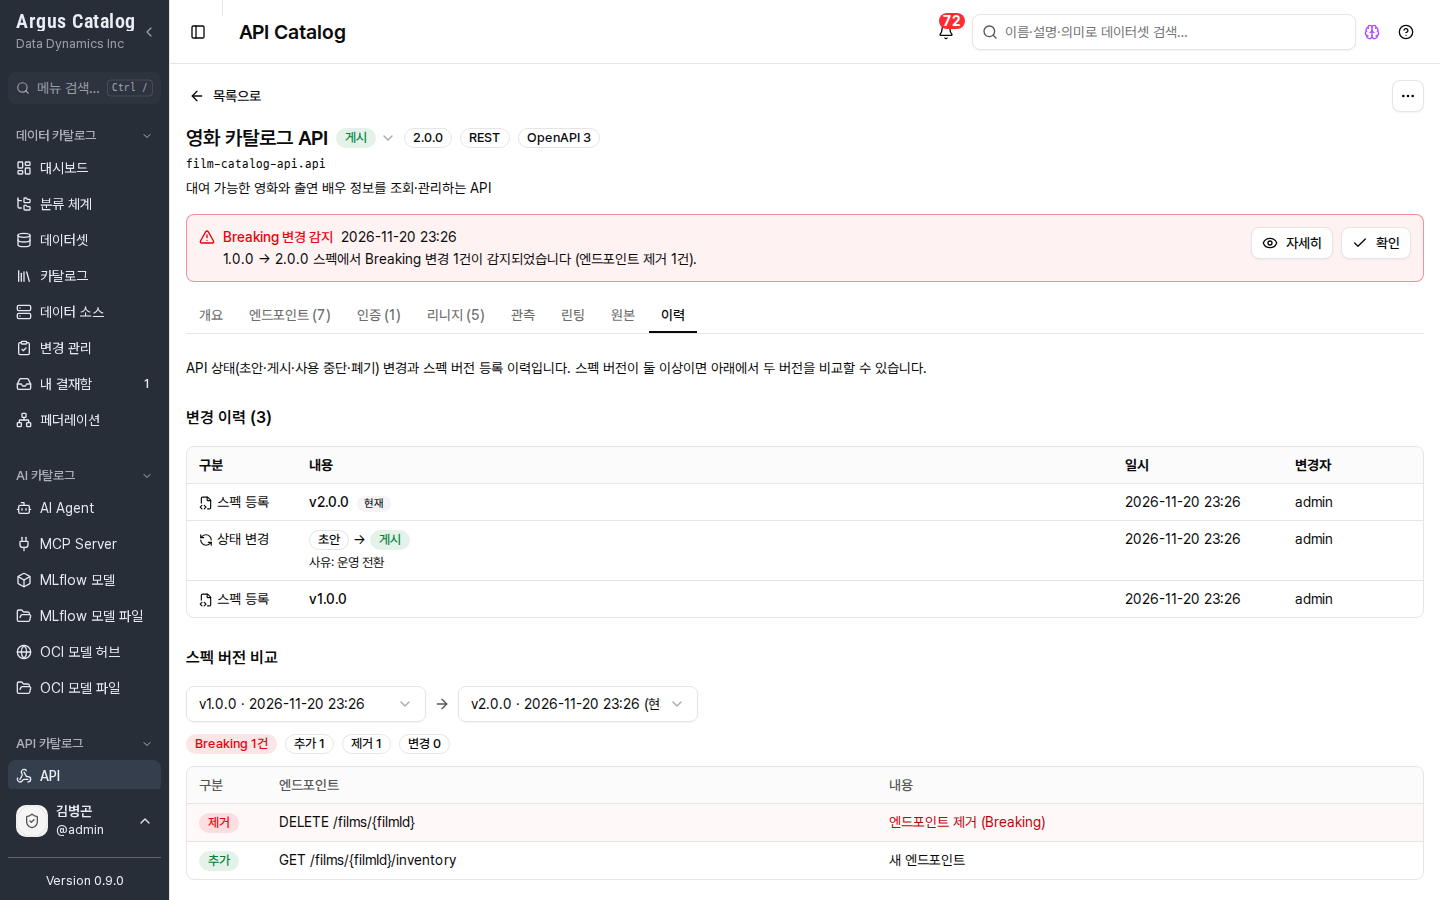 Argus Catalog
Data Dynamics Inc
메뉴 검색... Ctrl /
데이터 카탈로그
대시보드
분류 체계
데이터셋
카탈로그
데이터 소스
변경 관리
내 결재함 1
페더레이션
AI 카탈로그
AI Agent
MCP Server
MLflow 모델
MLflow 모델 파일
OCI 모델 허브
OCI 모델 파일
API 카탈로그
API
김병곤
@admin
Version 0.9.0
API Catalog
72
이름·설명·의미로 데이터셋 검색...
목록으로
영화 카탈로그 API 게시 2.0.0 REST OpenAPI 3
film-catalog-api.api
대여 가능한 영화와 출연 배우 정보를 조회·관리하는 API
Breaking 변경 감지 2026-11-20 23:26
1.0.0 → 2.0.0 스펙에서 Breaking 변경 1건이 감지되었습니다 (엔드포인트 제거 1건).
자세히 확인
개요 엔드포인트 (7) 인증 (1) 리니지 (5) 관측 린팅 원본 이력
API 상태(초안·게시·사용 중단·폐기) 변경과 스펙 버전 등록 이력입니다. 스펙 버전이 둘 이상이면 아래에서 두 버전을 비교할 수 있습니다.
변경 이력 (3)
구분 내용 일시 변경자
스펙 등록 v2.0.0 현재 2026-11-20 23:26 admin
상태 변경 초안 → 게시 2026-11-20 23:26 admin
사유: 운영 전환
스펙 등록 v1.0.0 2026-11-20 23:26 admin
스펙 버전 비교
v1.0.0 · 2026-11-20 23:26 → v2.0.0 · 2026-11-20 23:26 (현
Breaking 1건 추가 1 제거 1 변경 0
구분 엔드포인트 내용
제거 DELETE /films/{filmId} 엔드포인트 제거 (Breaking)
추가 GET /films/{filmId}/inventory 새 엔드포인트